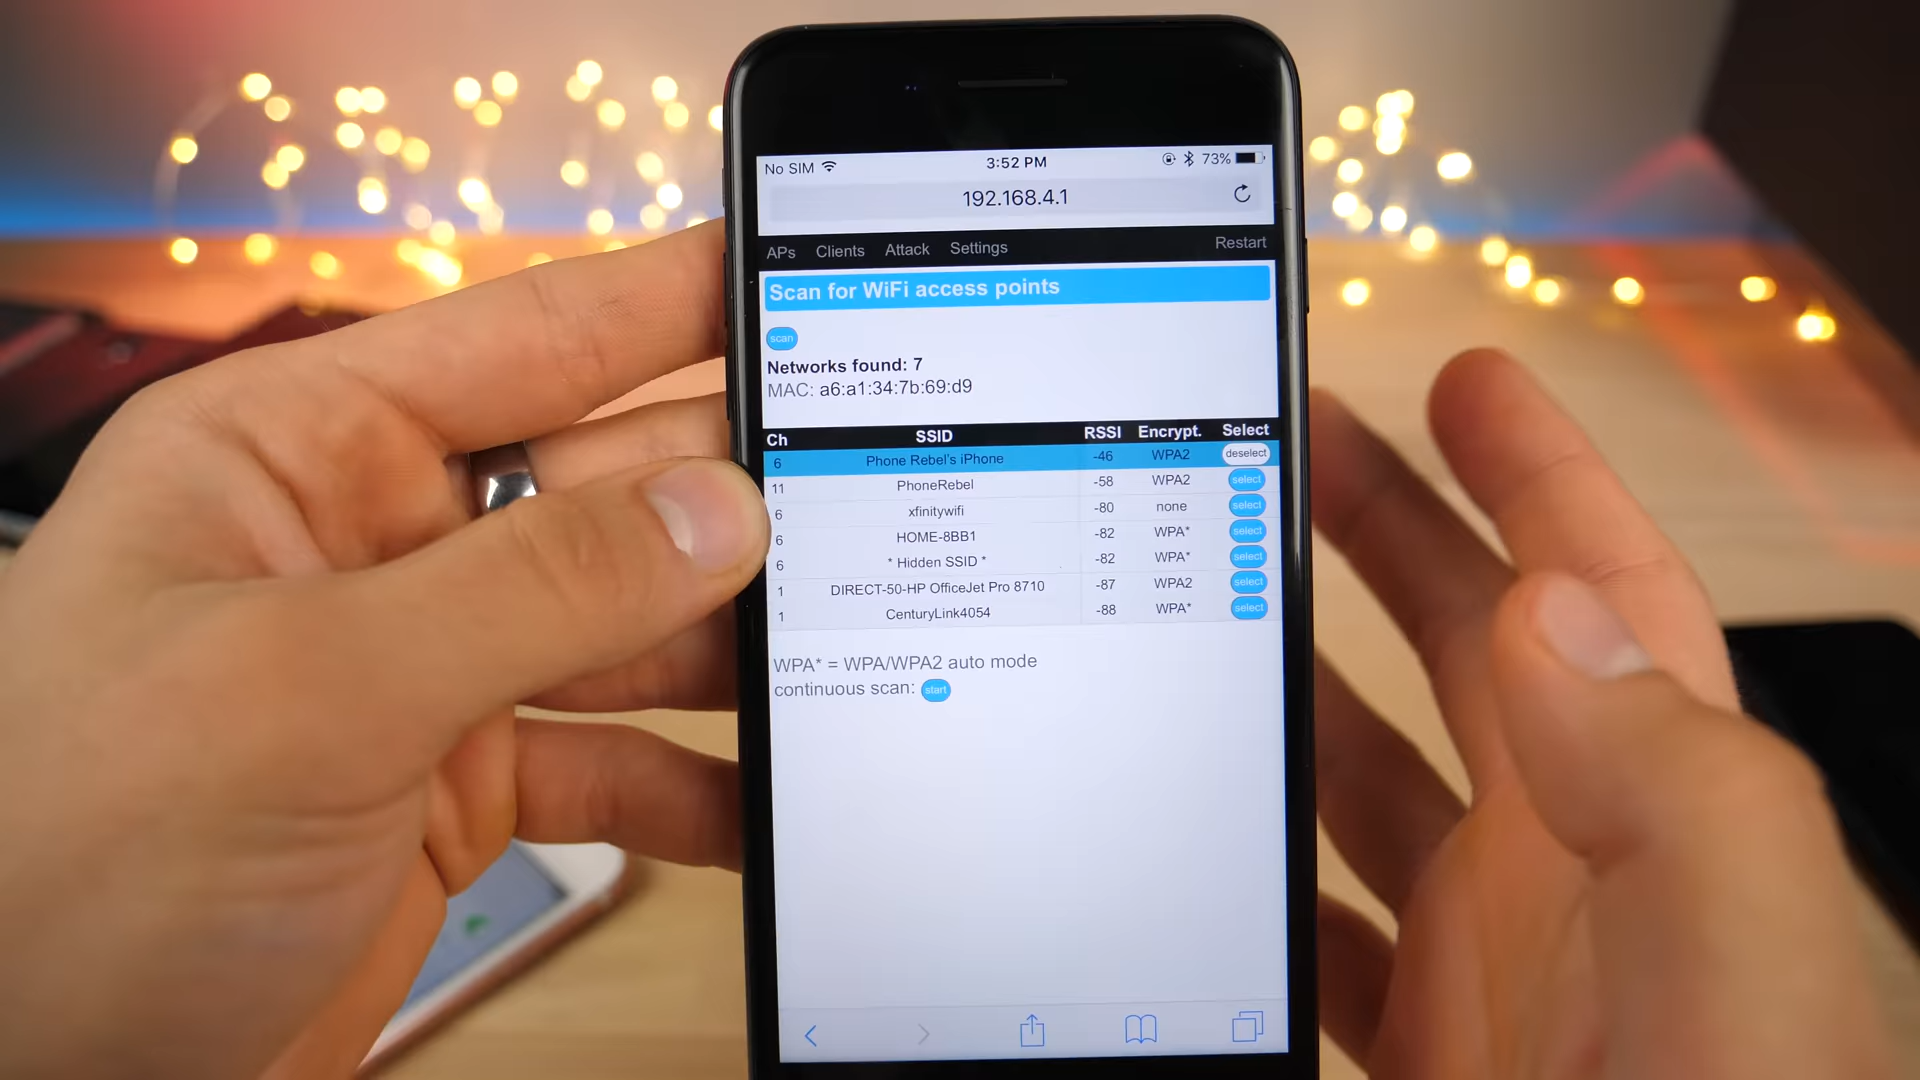 No SIM 3:52 PM 73%
192.168.4.1
APs Clients Attack Settings Restart
Scan for WiFi access points
scan
Networks found: 7
MAC: a6:a1:34:7b:69:d9
Ch SSID RSSI Encrypt. Select
6 Phone Rebel's iPhone -46 WPA2 deselect
11 PhoneRebel -58 WPA2 select
6 xfinitywifi -80 none select
6 HOME-8BB1 -82 WPA* select
6 * Hidden SSID * -82 WPA* select
1 DIRECT-50-HP OfficeJet Pro 8710 -87 WPA2 select
1 CenturyLink4054 -88 WPA* select
WPA* = WPA/WPA2 auto mode
continuous scan: start